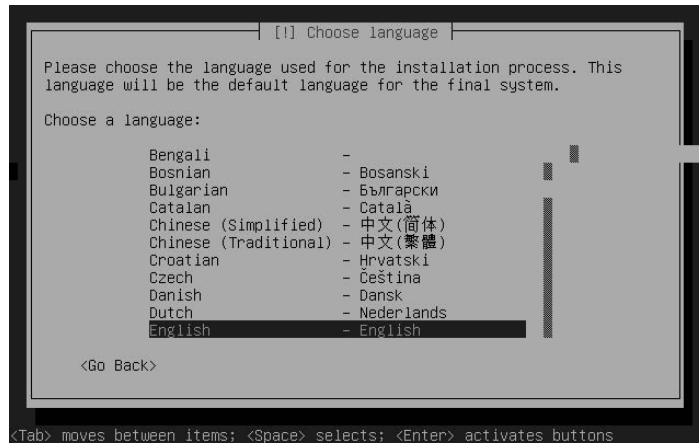 [!] Choose language
Please choose the language used for the installation process. This
language will be the default language for the final system.
Choose a language:
Bengali -
Bosnian - Bosanski
Bulgarian - Български
Catalan - Català
Chinese (Simplified) - 中文(简体)
Chinese (Traditional) - 中文(繁體)
Croatian - Hrvatski
Czech - Čeština
Danish - Dansk
Dutch - Nederlands
English - English
<Go Back>
<Tab> moves between items; <Space> selects; <Enter> activates buttons